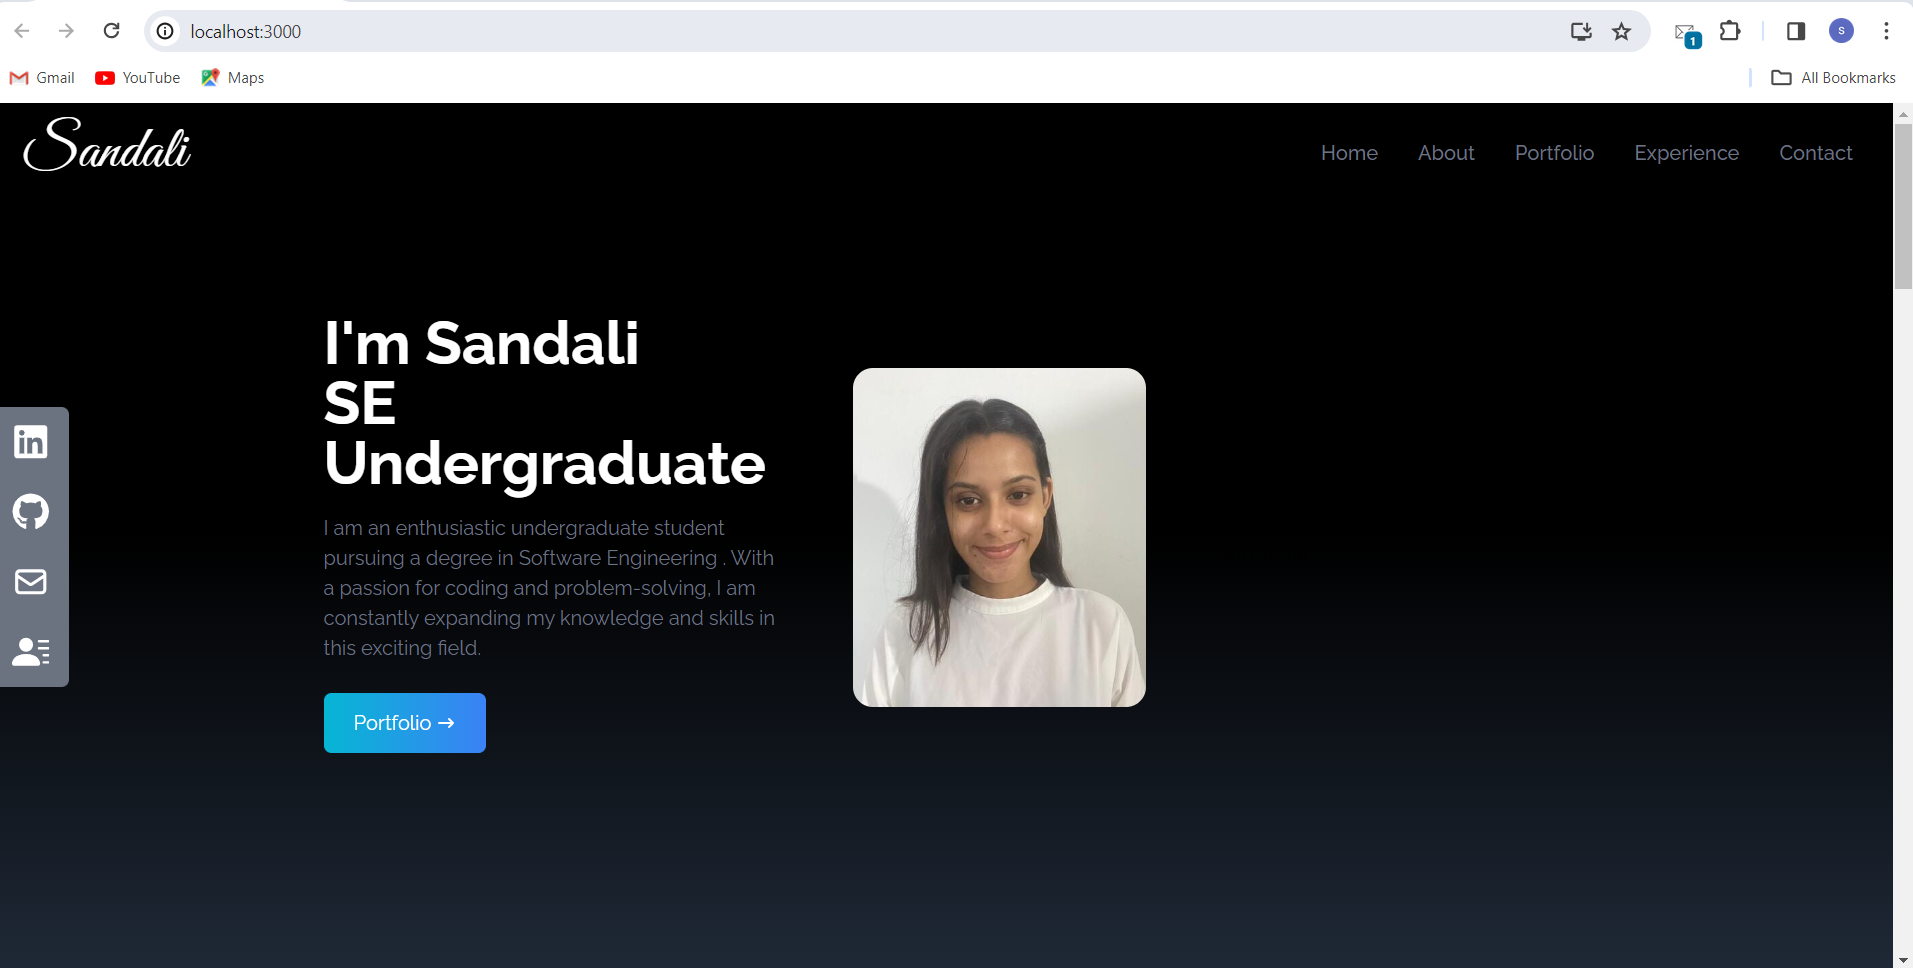 localhost:3000
1
S
Gmail YouTube Maps All Bookmarks
Sandali
Home About Portfolio Experience Contact
I'm Sandali
SE
Undergraduate
I am an enthusiastic undergraduate student
pursuing a degree in Software Engineering . With
a passion for coding and problem-solving, I am
constantly expanding my knowledge and skills in
this exciting field.
in
Portfolio →